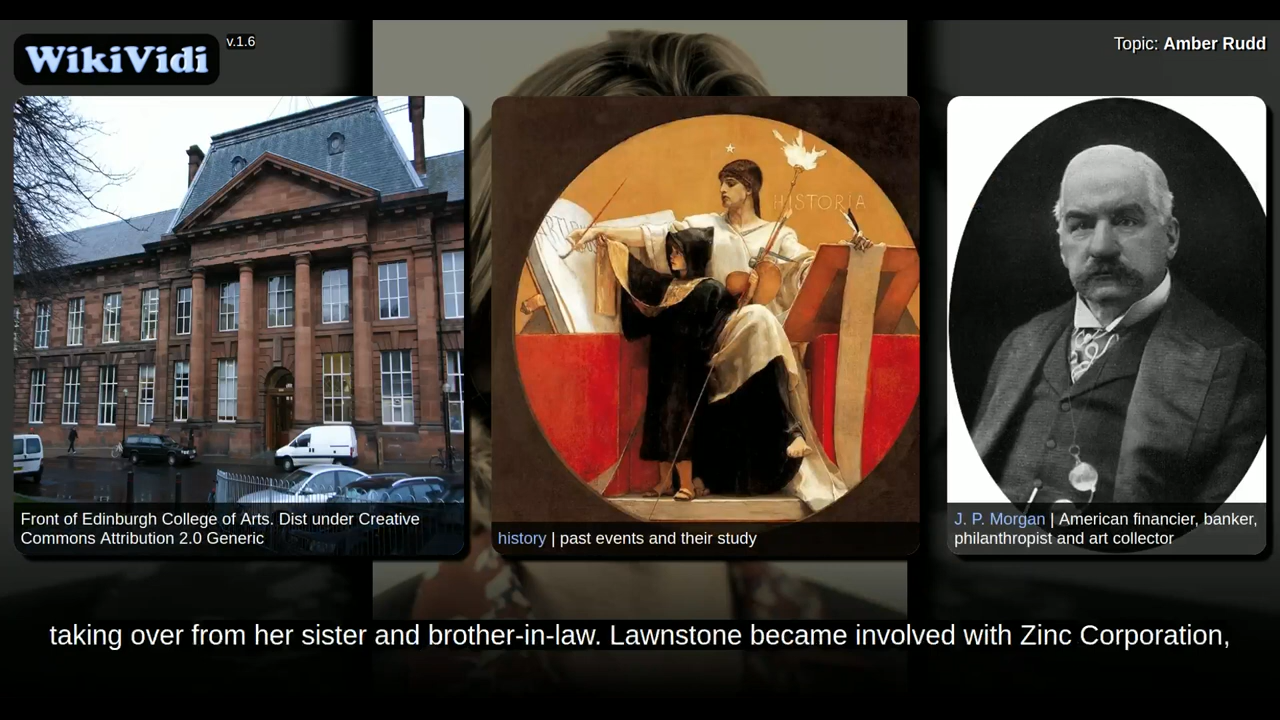 WikiVidi
v.1.6
Topic: Amber Rudd
HISTORIA
Front of Edinburgh College of Arts. Dist under Creative
Commons Attribution 2.0 Generic
history | past events and their study
J. P. Morgan | American financier, banker,
philanthropist and art collector
taking over from her sister and brother-in-law. Lawnstone became involved with Zinc Corporation,